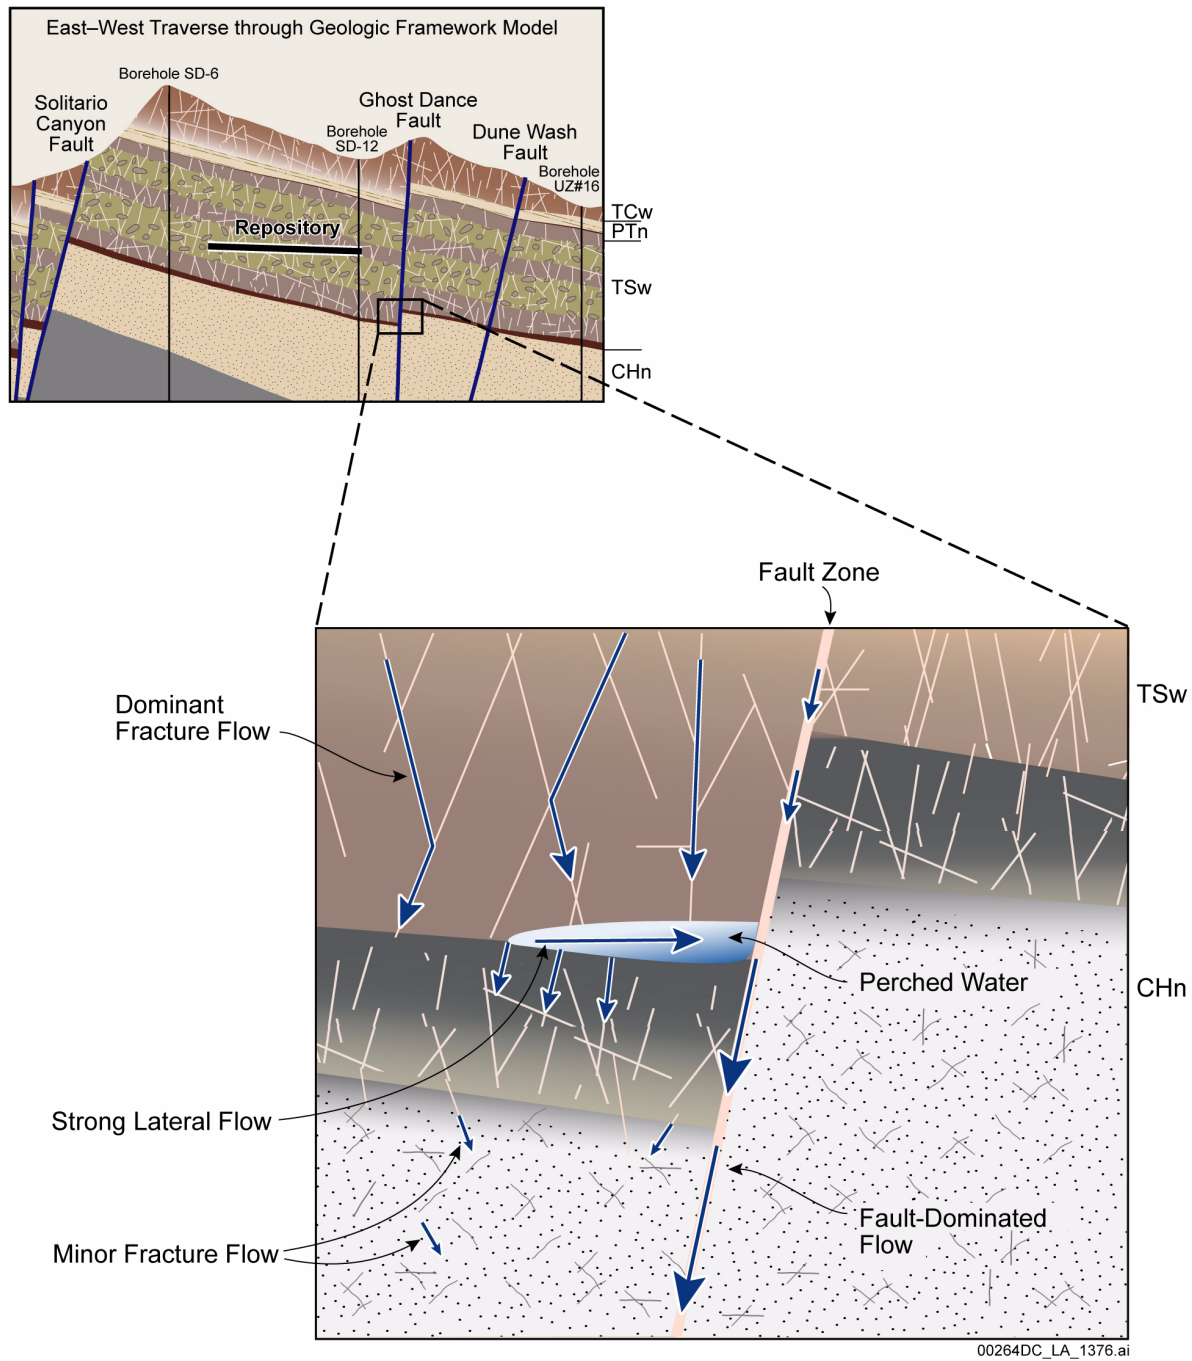 East–West Traverse through Geologic Framework Model
Borehole SD-6
Solitario
Canyon
Fault
Ghost Dance
Fault
Borehole
SD-12
Dune Wash
Fault
Borehole
UZ#16
TCw
PTn
Repository
TSw
CHn
Fault Zone
TSw
Dominant
Fracture Flow
Perched Water
CHn
Strong Lateral Flow
Fault-Dominated
Flow
Minor Fracture Flow
00264DC_LA_1376.ai